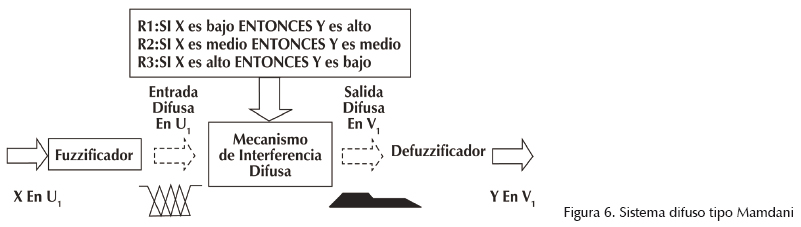 R1:SI X es bajo ENTONCES Y es alto
R2:SI X es medio ENTONCES Y es medio
R3:SI X es alto ENTONCES Y es bajo
Entrada
Difusa
En U1
Salida
Difusa
En V1
Fuzzificador
Mecanismo
de Interferencia
Difusa
Defuzzificador
X En U1
Y En V1
Figura 6. Sistema difuso tipo Mamdani